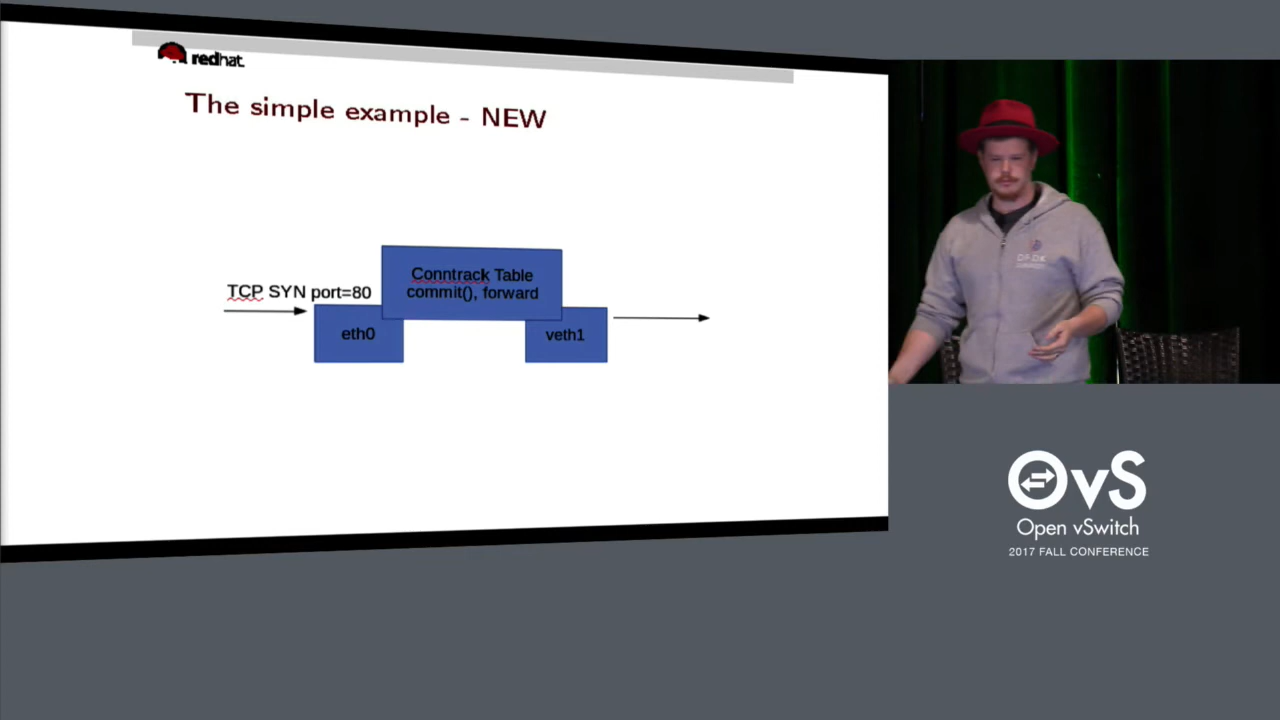 redhat.
The simple example - NEW
Conntrack Table
commit(), forward
TCP SYN port=80
eth0
veth1
DPDK
OvS
Open vSwitch
2017 FALL CONFERENCE